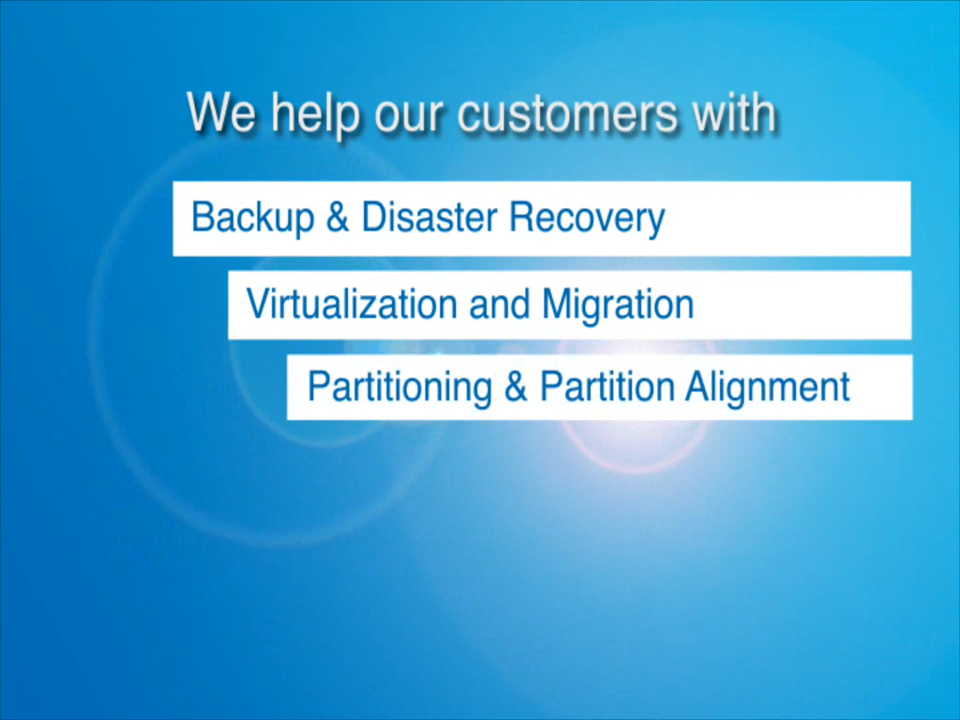 We help our customers with
Backup & Disaster Recovery
Virtualization and Migration
Partitioning & Partition Alignment